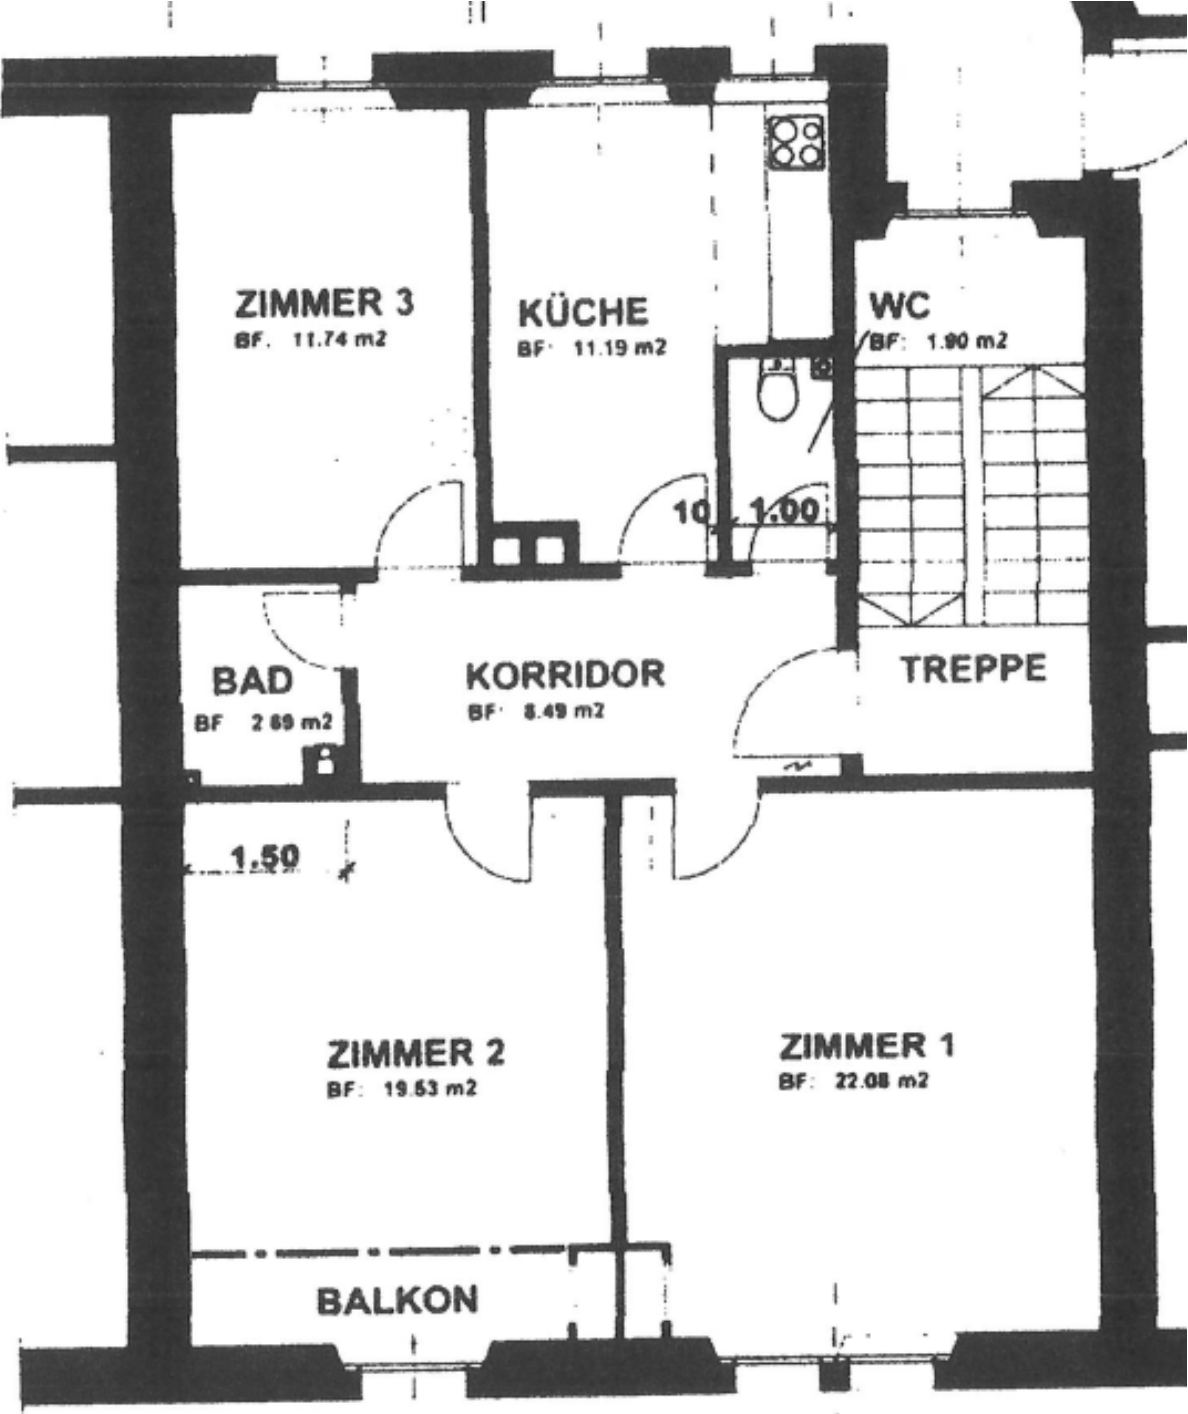 ZIMMER 3
BF. 11.74 m2
KÜCHE
BF: 11.19 m2
WC
BF: 1.90 m2
10 1.00
BAD
BF 2 69 m2
KORRIDOR
BF: 8.49 m2
TREPPE
1.50
ZIMMER 2
BF: 19.53 m2
ZIMMER 1
BF: 22.08 m2
BALKON